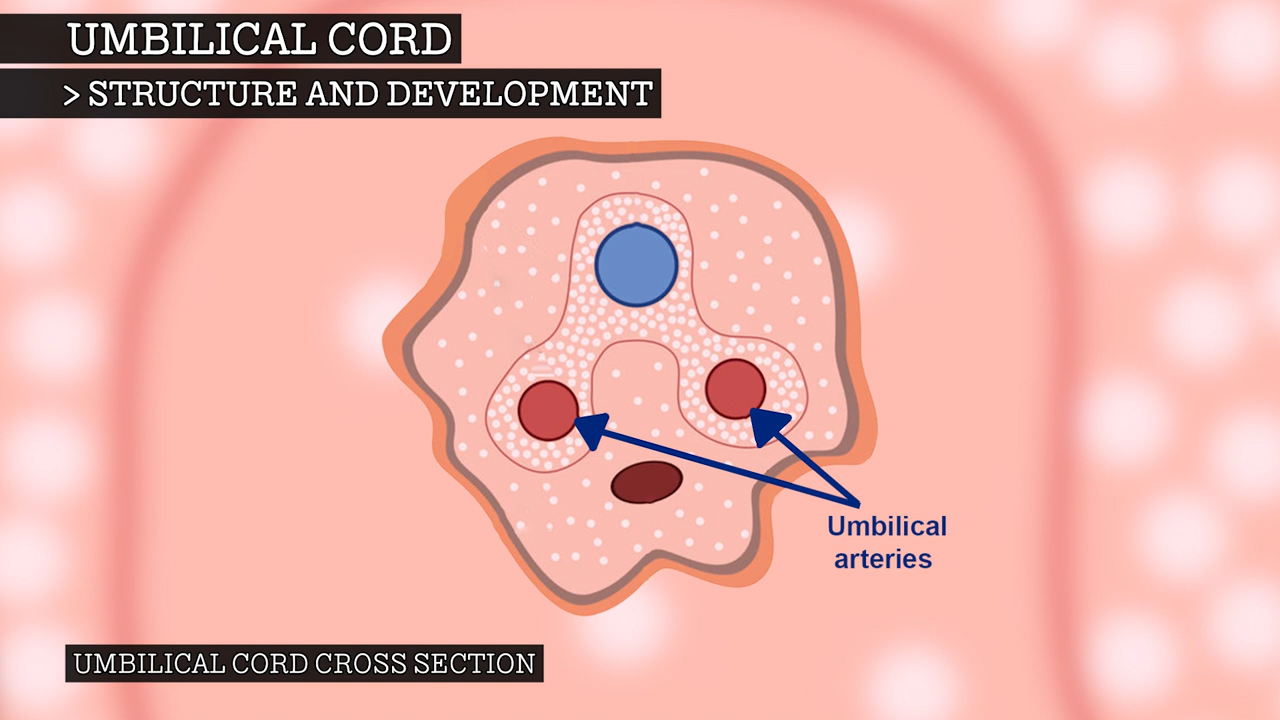 UMBILICAL CORD
> STRUCTURE AND DEVELOPMENT
Umbilical
arteries
UMBILICAL CORD CROSS SECTION